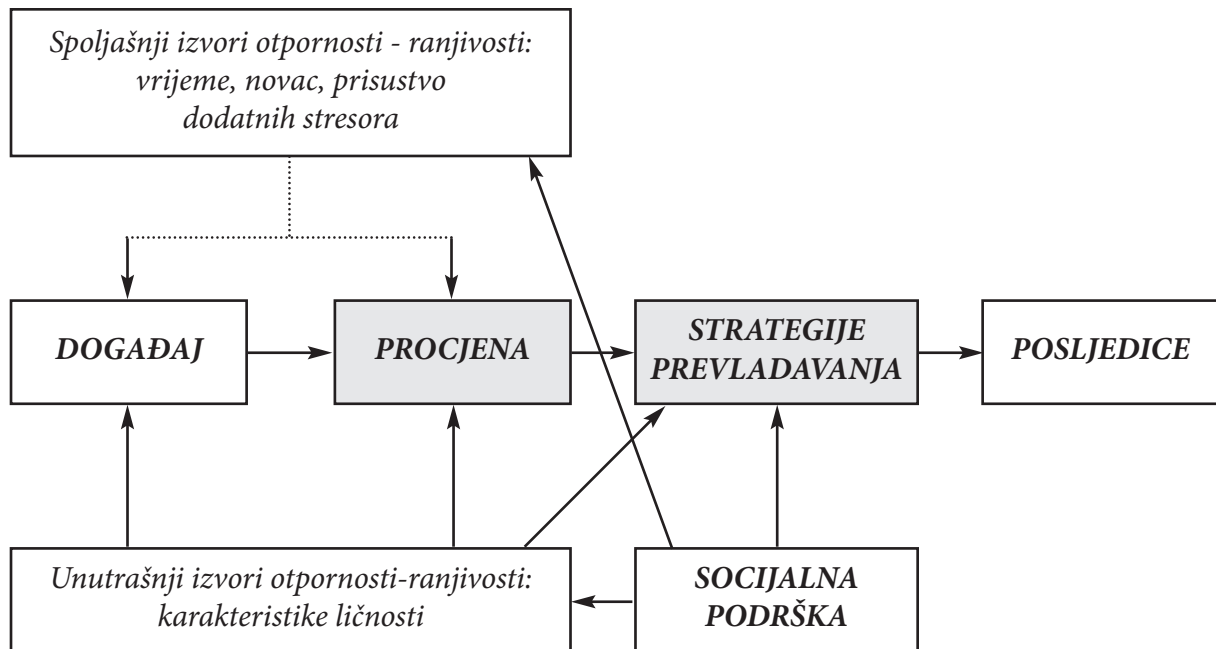 Spoljašnji izvori otpornosti - ranjivosti:
vrijeme, novac, prisustvo
dodatnih stresora
DOGAĐAJ
PROCJENA
STRATEGIJE
PREVLADAVANJA
POSLJEDICE
Unutrašnji izvori otpornosti-ranjivosti:
karakteristike ličnosti
SOCIJALNA
PODRŠKA